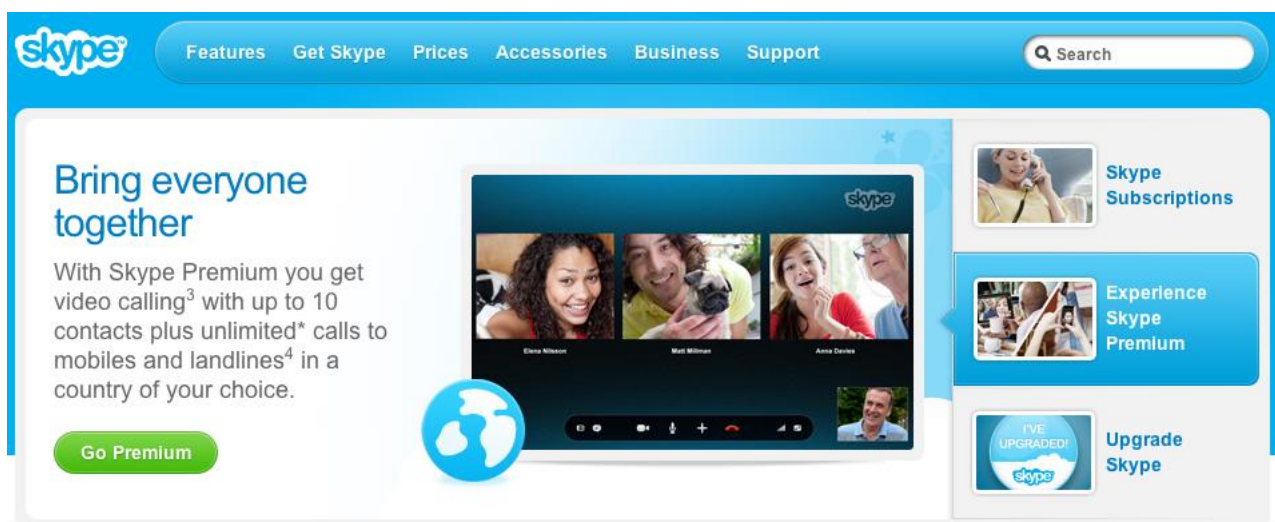 skype™
Features Get Skype Prices Accessories Business Support
Search
Bring everyone
together
With Skype Premium you get
video calling³ with up to 10
contacts plus unlimited* calls to
mobiles and landlines⁴ in a
country of your choice.
Go Premium
skype
Elena Nilsson Matt Millman Anna Davies
Skype
Subscriptions
Experience
Skype
Premium
I'VE
UPGRADED!
skype
Upgrade
Skype